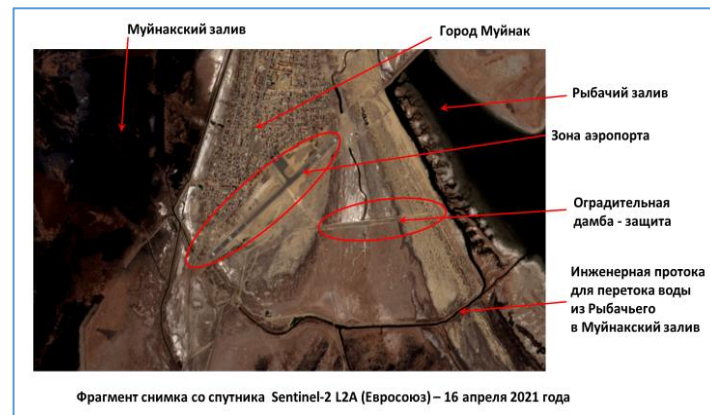 Муйнакский залив
Город Муйнак
Рыбачий залив
Зона аэропорта
Оградительная
дамба - защита
Инженерная протока
для перетока воды
из Рыбачьего
в Муйнакский залив
Фрагмент снимка со спутника Sentinel-2 L2A (Евросоюз) – 16 апреля 2021 года